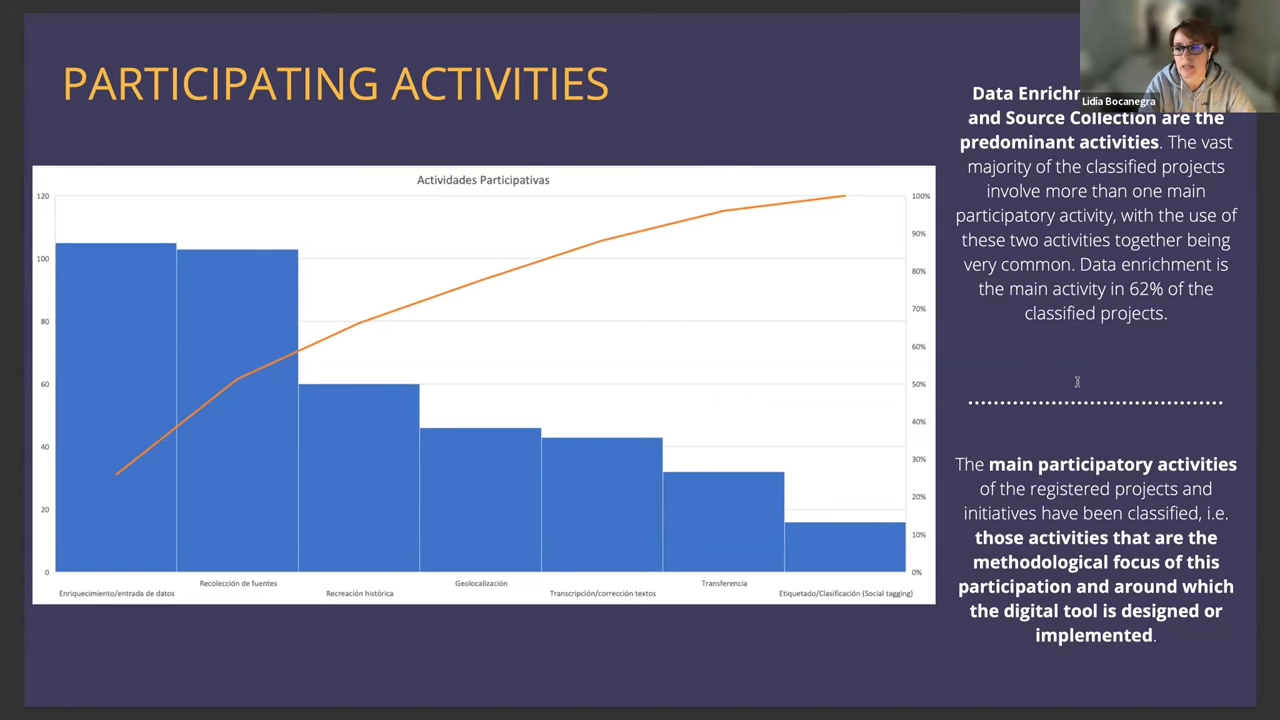 PARTICIPATING ACTIVITIES
Lidia Bocanegra
Data
and Source Collection are the
predominant activities. The vast
majority of the classified projects
involve more than one main
participatory activity, with the use of
these two activities together being
very common. Data enrichment is
the main activity in 62% of the
classified projects.
Actividades Participativas
120
100
80
60
40
20
0
100%
90%
80%
70%
60%
50%
40%
30%
20%
10%
0%
Enriquecimiento/entrada de datos
Recolección de fuentes
Recreación histórica
Geolocalización
Transcripción/corrección textos
Transferencia
Etiquetado/Clasificación (Social tagging)
The main participatory activities
of the registered projects and
initiatives have been classified, i.e.
those activities that are the
methodological focus of this
participation and around which
the digital tool is designed or
implemented.